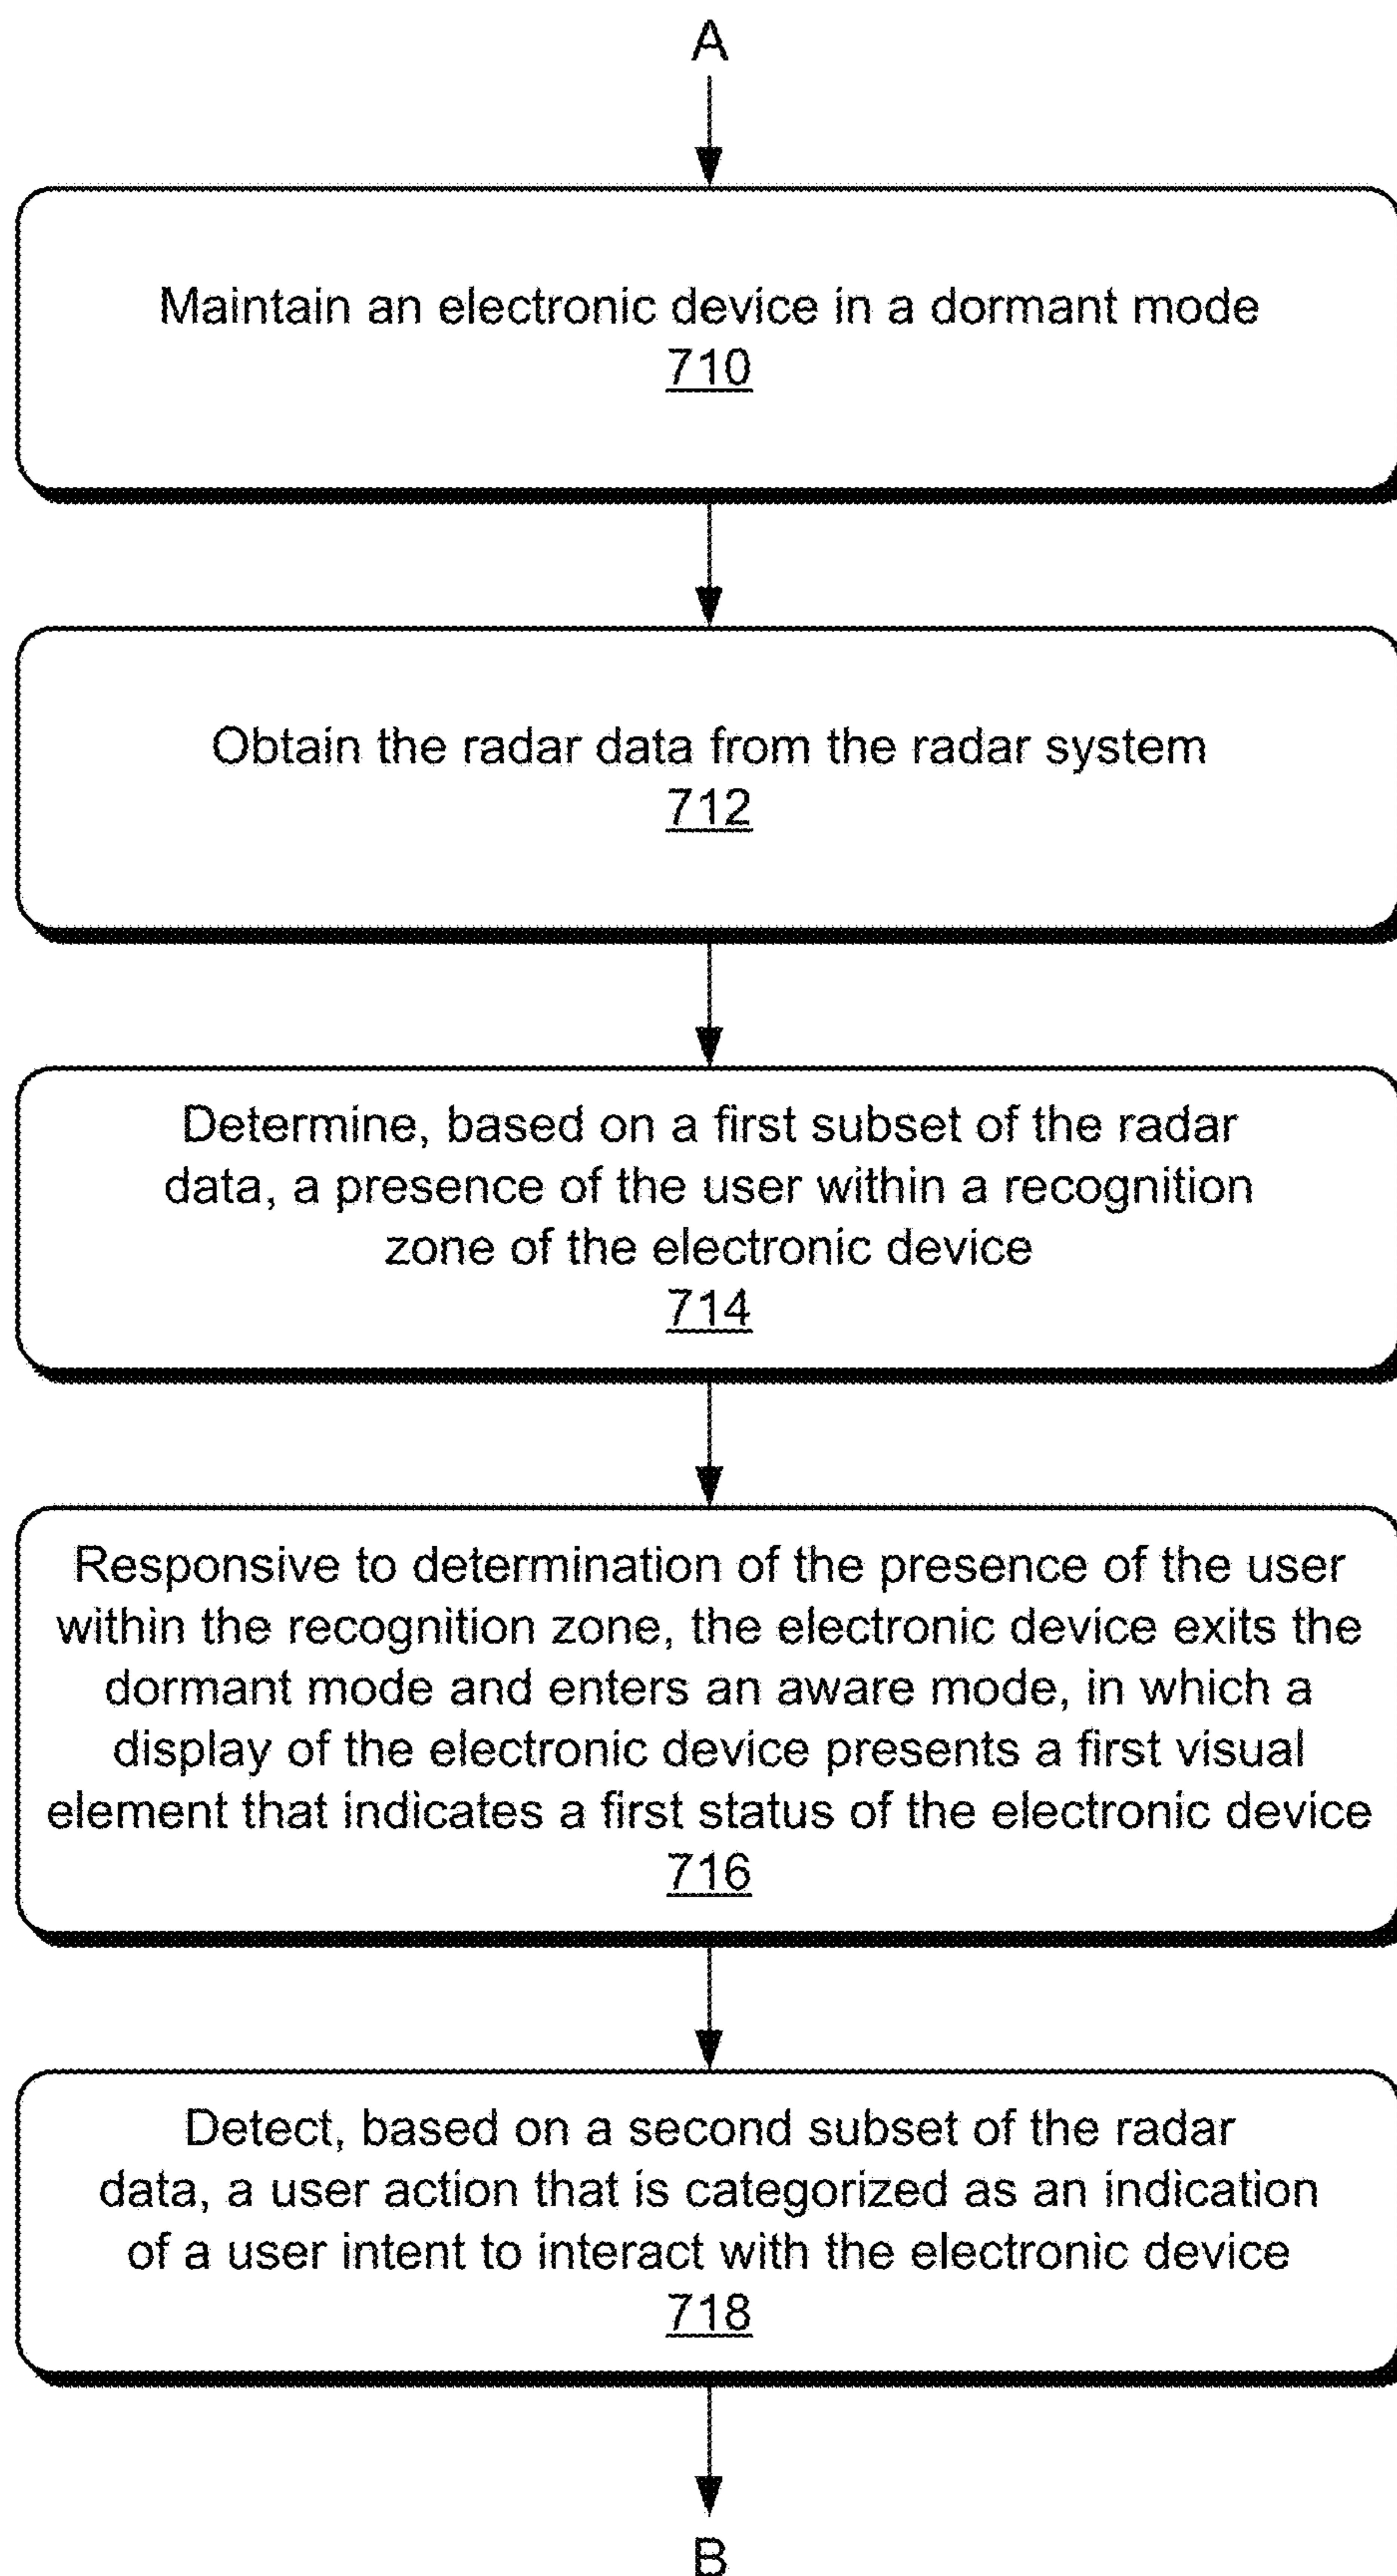 A
Maintain an electronic device in a dormant mode
710
Obtain the radar data from the radar system
712
Determine, based on a first subset of the radar
data, a presence of the user within a recognition
zone of the electronic device
714
Responsive to determination of the presence of the user
within the recognition zone, the electronic device exits the
dormant mode and enters an aware mode, in which a
display of the electronic device presents a first visual
element that indicates a first status of the electronic device
716
Detect, based on a second subset of the radar
data, a user action that is categorized as an indication
of a user intent to interact with the electronic device
718
B